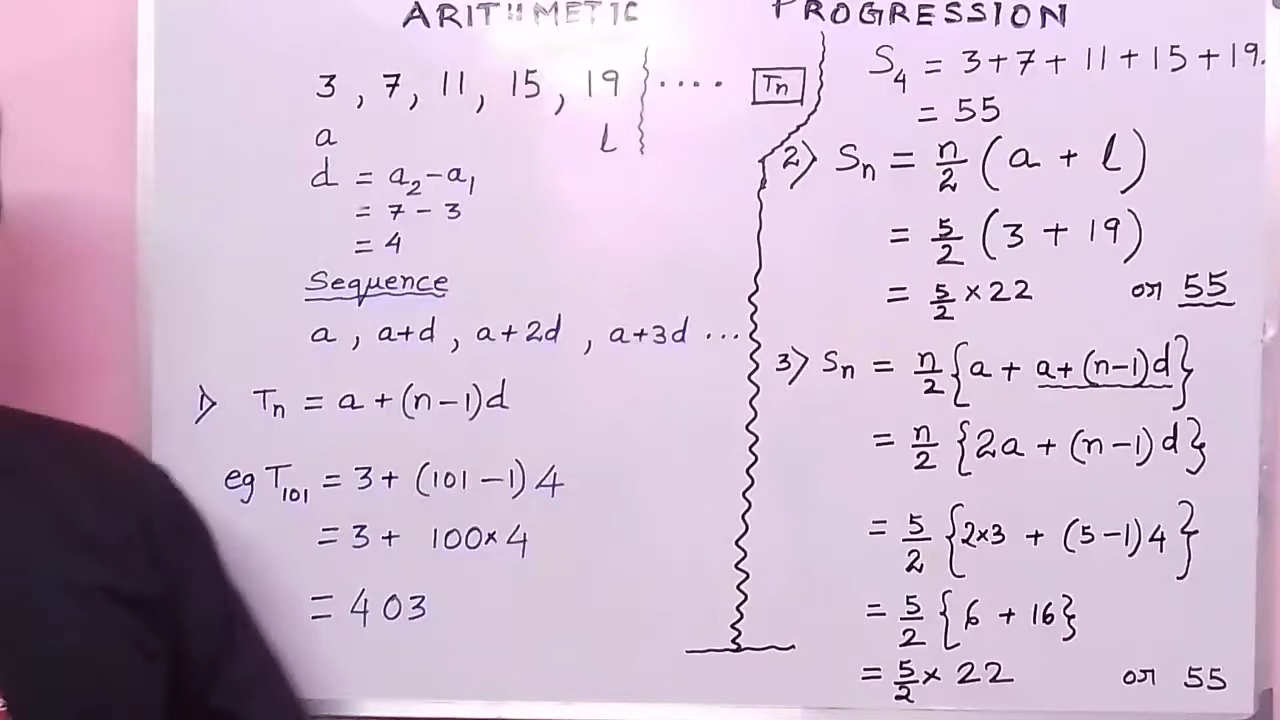 ARITHMETIC PROGRESSION
3 , 7, 11, 15, 19 .... Tn
a l
d = a₂-a₁
= 7 - 3
= 4
Sequence
a , a+d , a+2d , a+3d ...
1) Tn = a + (n-1)d
eg T₁₀₁ = 3 + (101-1) 4
= 3 + 100×4
= 403
S₄ = 3+7+11+15+19.
= 55
2) Sn = n/2 (a + l)
= 5/2 (3 + 19)
= 5/2 ×22 or 55
3) Sn = n/2 {a + a+(n-1)d}
= n/2 {2a + (n-1)d}
= 5/2 {2×3 + (5-1)4}
= 5/2 {6 + 16}
= 5/2 × 22 or 55